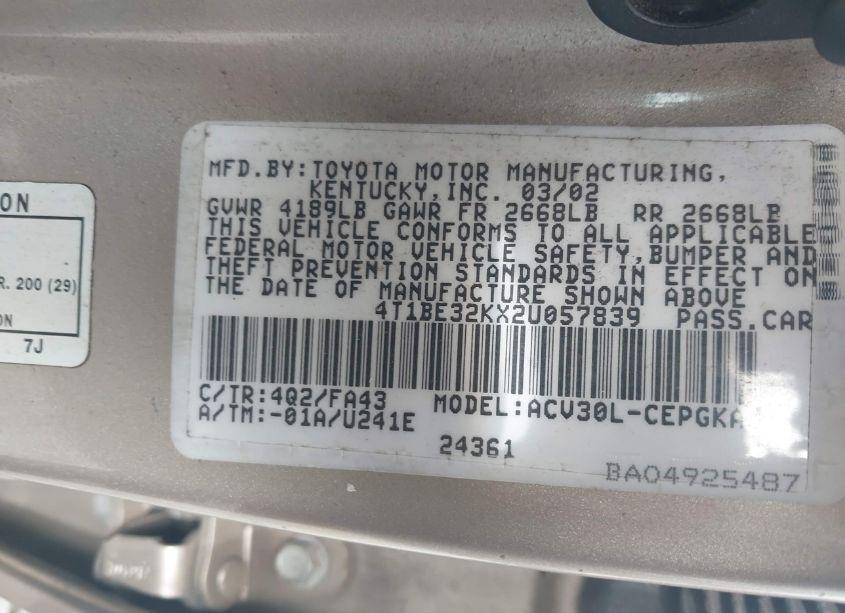 ON
R. 200 (29)
ON
7J
MFD.BY:TOYOTA MOTOR MANUFACTURING,
KENTUCKY,INC. 03/02
GVWR 4189LB GAWR FR 2668LB RR 2668LB
THIS VEHICLE CONFORMS TO ALL APPLICABLE
FEDERAL MOTOR VEHICLE SAFETY,BUMPER AND
THEFT PREVENTION STANDARDS IN EFFECT ON
THE DATE OF MANUFACTURE SHOWN ABOVE
4T1BE32KX2U057839 PASS.CAR
C/TR:4Q2/FA43 MODEL:ACV30L-CEPGKA
A/TM:-01A/U241E
24361
BA04925487